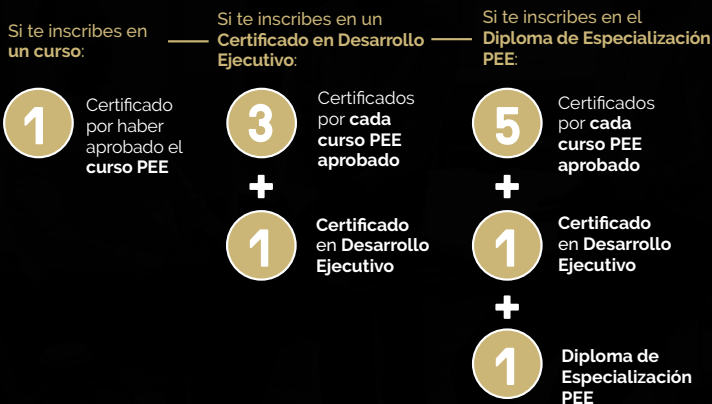 Si te inscribes en
un curso:
1
Certificado
por haber
aprobado el
curso PEE
Si te inscribes en un
Certificado en Desarrollo
Ejecutivo:
3
Certificados
por cada
curso PEE
aprobado
+
1
Certificado
en Desarrollo
Ejecutivo
Si te inscribes en el
Diploma de Especialización
PEE:
5
Certificados
por cada
curso PEE
aprobado
+
1
Certificado
en Desarrollo
Ejecutivo
+
1
Diploma de
Especialización
PEE